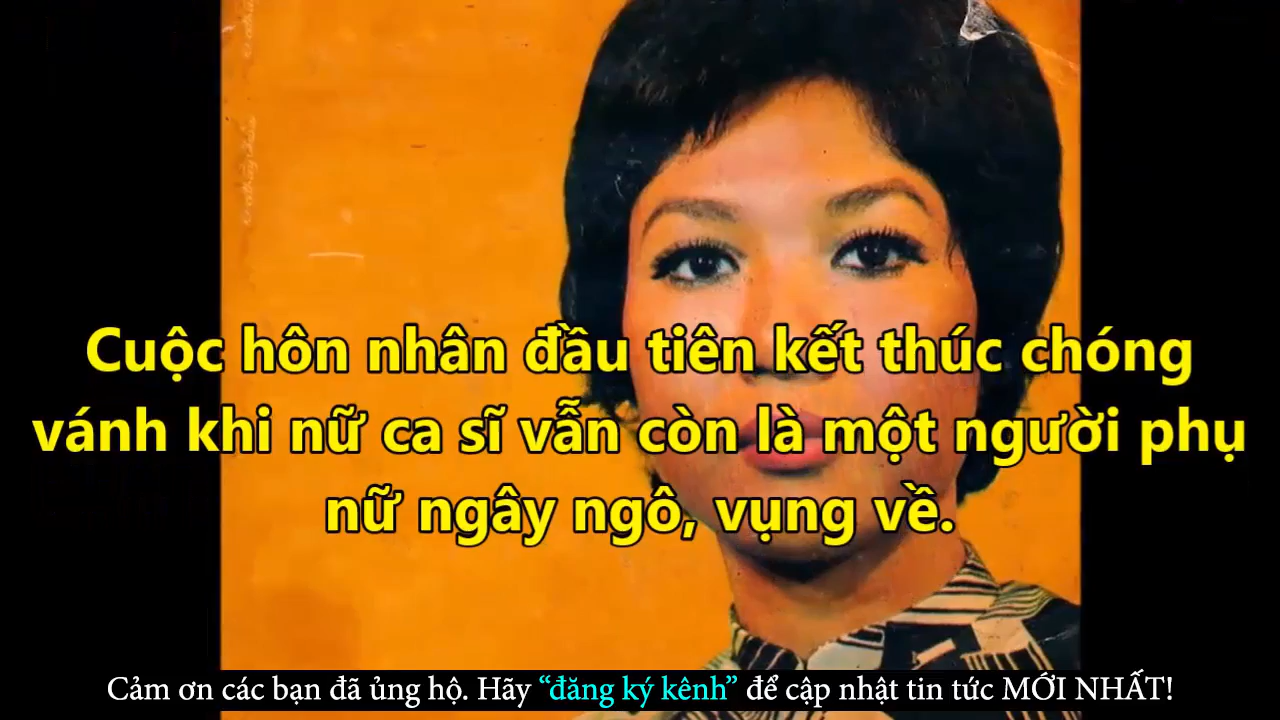 Cuộc hôn nhân đầu tiên kết thúc chóng
vánh khi nữ ca sĩ vẫn còn là một người phụ
nữ ngây ngô, vụng về.
Cảm ơn các bạn đã ủng hộ. Hãy “đăng ký kênh” để cập nhật tin tức MỚI NHẤT!